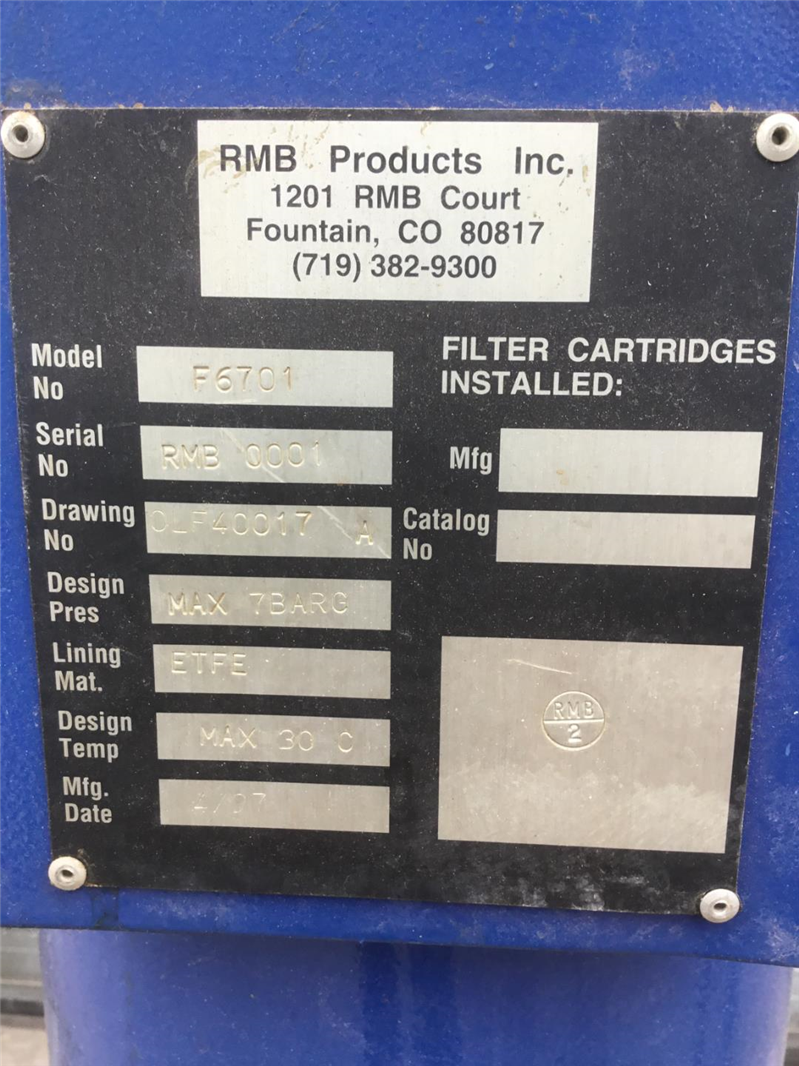 RMB Products Inc.
1201 RMB Court
Fountain, CO 80817
(719) 382-9300
Model No F6701
Serial No RMB 0001
Drawing No A
Design Pres MAX 7BARG
Lining Mat. ETFE
Design Temp MAX 30 C
Mfg. Date 4/07
FILTER CARTRIDGES
INSTALLED:
Mfg
Catalog No
RMB
2